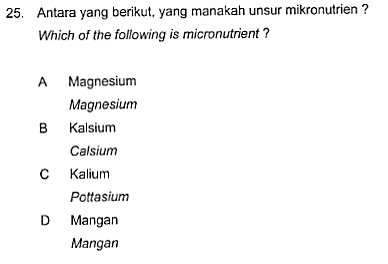 25. Antara yang berikut, yang manakah unsur mikronutrien ?
Which of the following is micronutrient ?
A Magnesium
Magnesium
B Kalsium
Calsium
C Kalium
Pottasium
D Mangan
Mangan